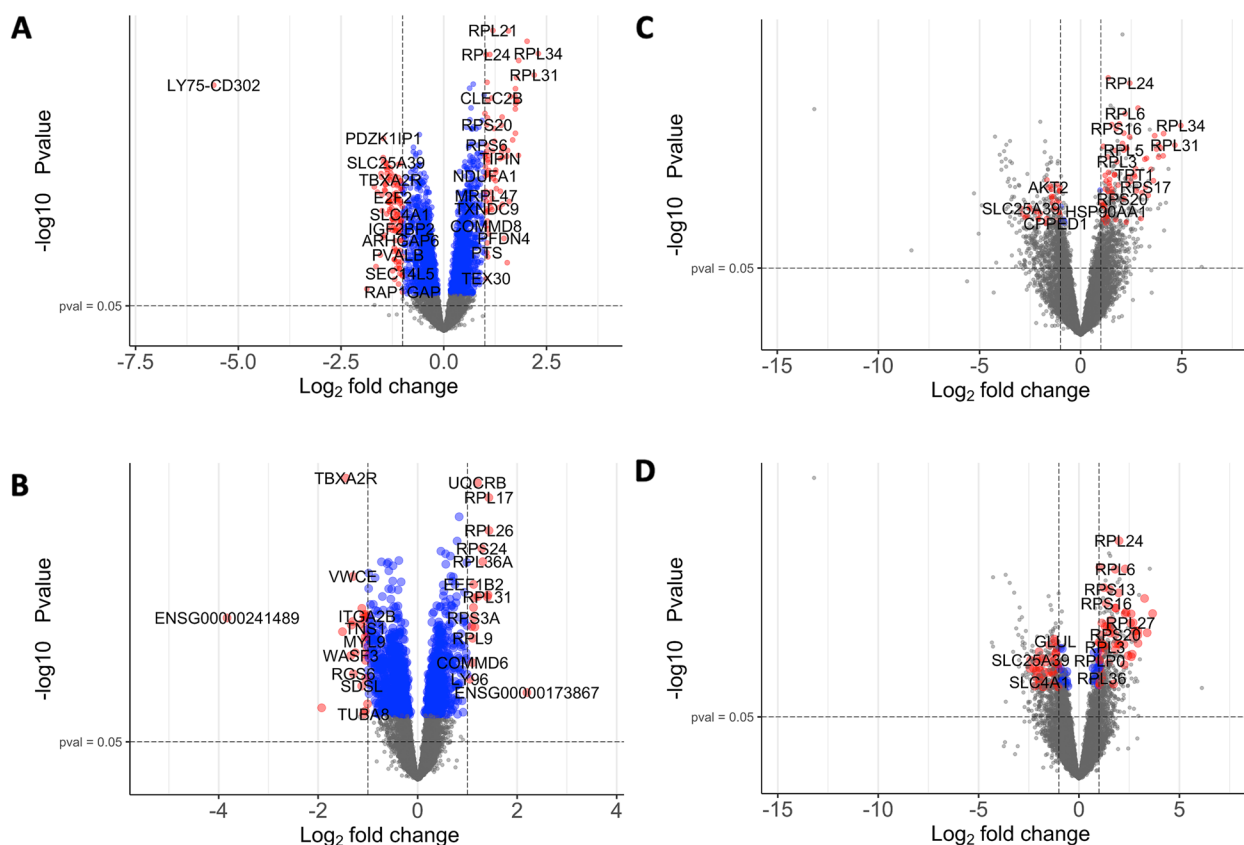 A
RPL21
RPL24
RPL34
RPL31
LY75-CD302
CLEC2B
RPS20
PDZK1IP1
RPS6
TIPIN
SLC25A39
NDUFA1
TBXA2R
MRPL47
E2F2
TXNDC9
SLC4A1
COMMD8
IGF2BP2
PFDN4
ARHGAP6
PTS
PVALB
SEC14L5
TEX30
RAP1GAP
pval = 0.05
-log10 Pvalue
-7.5
-5.0
-2.5
0.0
2.5
Log2 fold change
C
RPL24
RPL6
RPS16
RPL34
RPL5
RPL31
RPL3
TPT1
AKT2
RPS17
RPS20
SLC25A39
HSP90AA1
CPPED1
0.05
-log10 Pvalue
-15
-10
-5
0
5
Log2 fold change
B
TBXA2R
UQCRB
RPL17
RPL26
RPS24
RPL36A
VWCE
EEF1B2
RPL31
ENSG00000241489
ITGA2B
RPS3A
TNS1
RPL9
MYL9
WASF3
COMMD6
RGS6
LY96
SDSL
ENSG00000173867
TUBA8
pval = 0.05
-log10 Pvalue
-4
-2
0
2
4
Log2 fold change
D
RPL24
RPL6
RPS13
RPS16
RPL27
RPS20
GLUL
RPL3
SLC25A39
RPLP0
SLC4A1
RPL36
pval = 0.05
-log10 Pvalue
-15
-10
-5
0
5
Log2 fold change